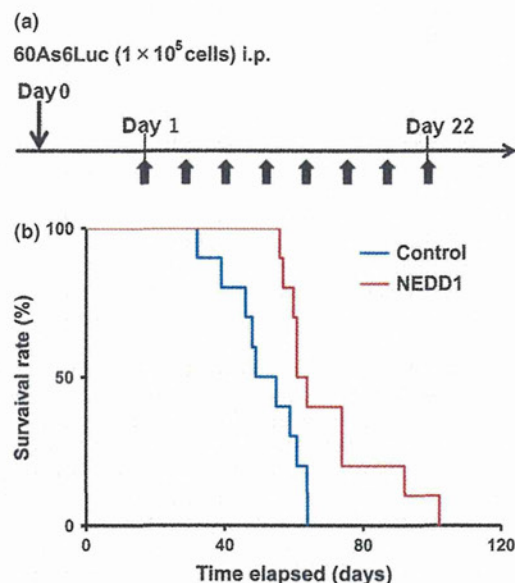 (a)
60As6Luc (1 × 10⁵ cells) i.p.
Day 0
Day 1
Day 22
(b)
100
50
0
Survaival rate (%)
Control
NEDD1
0 40 80 120
Time elapsed (days)